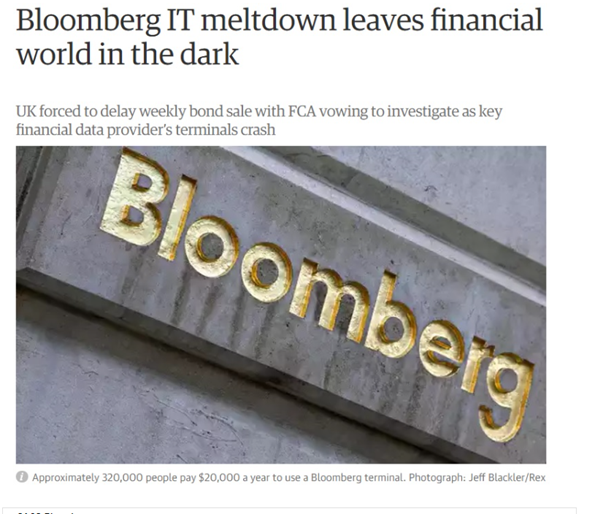 Bloomberg IT meltdown leaves financial
world in the dark
UK forced to delay weekly bond sale with FCA vowing to investigate as key
financial data provider's terminals crash
Bloomberg
Approximately 320,000 people pay $20,000 a year to use a Bloomberg terminal. Photograph: Jeff Blackler/Rex